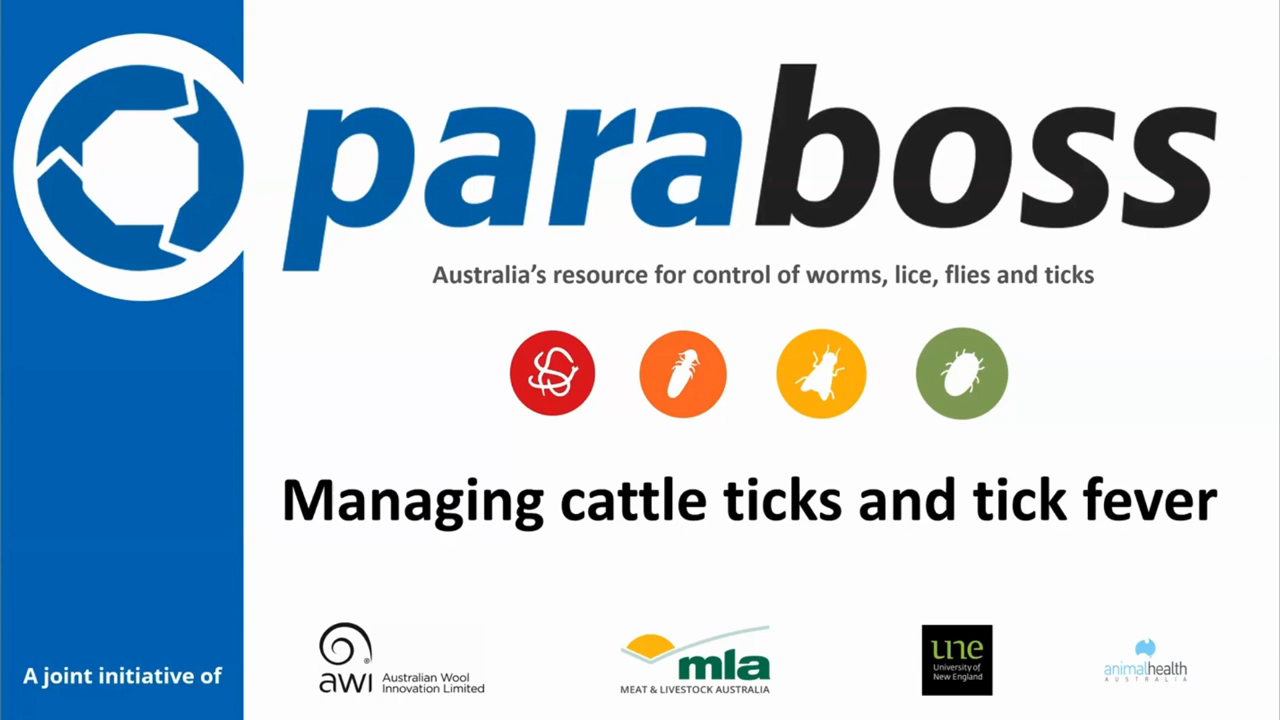 paraboss
Australia's resource for control of worms, lice, flies and ticks
Managing cattle ticks and tick fever
A joint initiative of
awi
®
Australian Wool
Innovation Limited
mla
MEAT & LIVESTOCK AUSTRALIA
une
University of
New England
animalhealth
AUSTRALIA